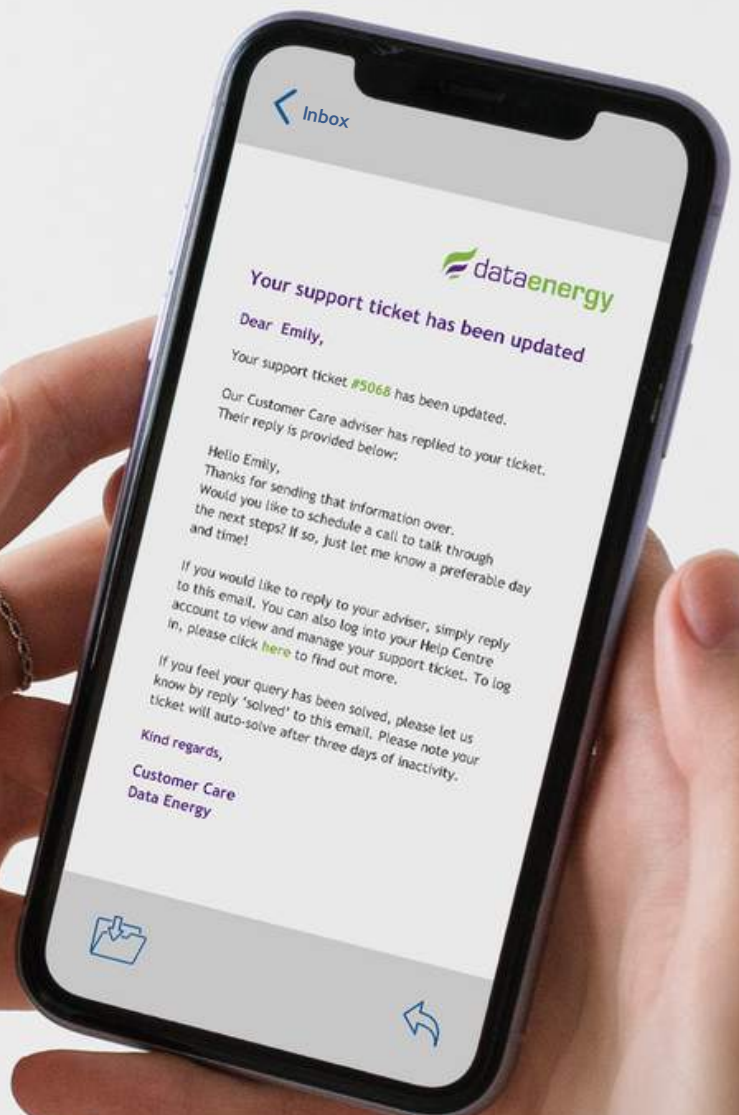 Inbox
dataenergy
Your support ticket has been updated
Dear Emily,
Your support ticket #5068 has been updated.
Our Customer Care adviser has replied to your ticket.
Their reply is provided below:
Hello Emily,
Thanks for sending that information over.
Would you like to schedule a call to talk through
the next steps? If so, just let me know a preferable day
and time!
If you would like to reply to your adviser, simply reply
to this email. You can also log into your Help Centre
account to view and manage your support ticket. To log
in, please click here to find out more.
If you feel your query has been solved, please let us
know by reply 'solved' to this email. Please note your
ticket will auto-solve after three days of inactivity.
Kind regards,
Customer Care
Data Energy